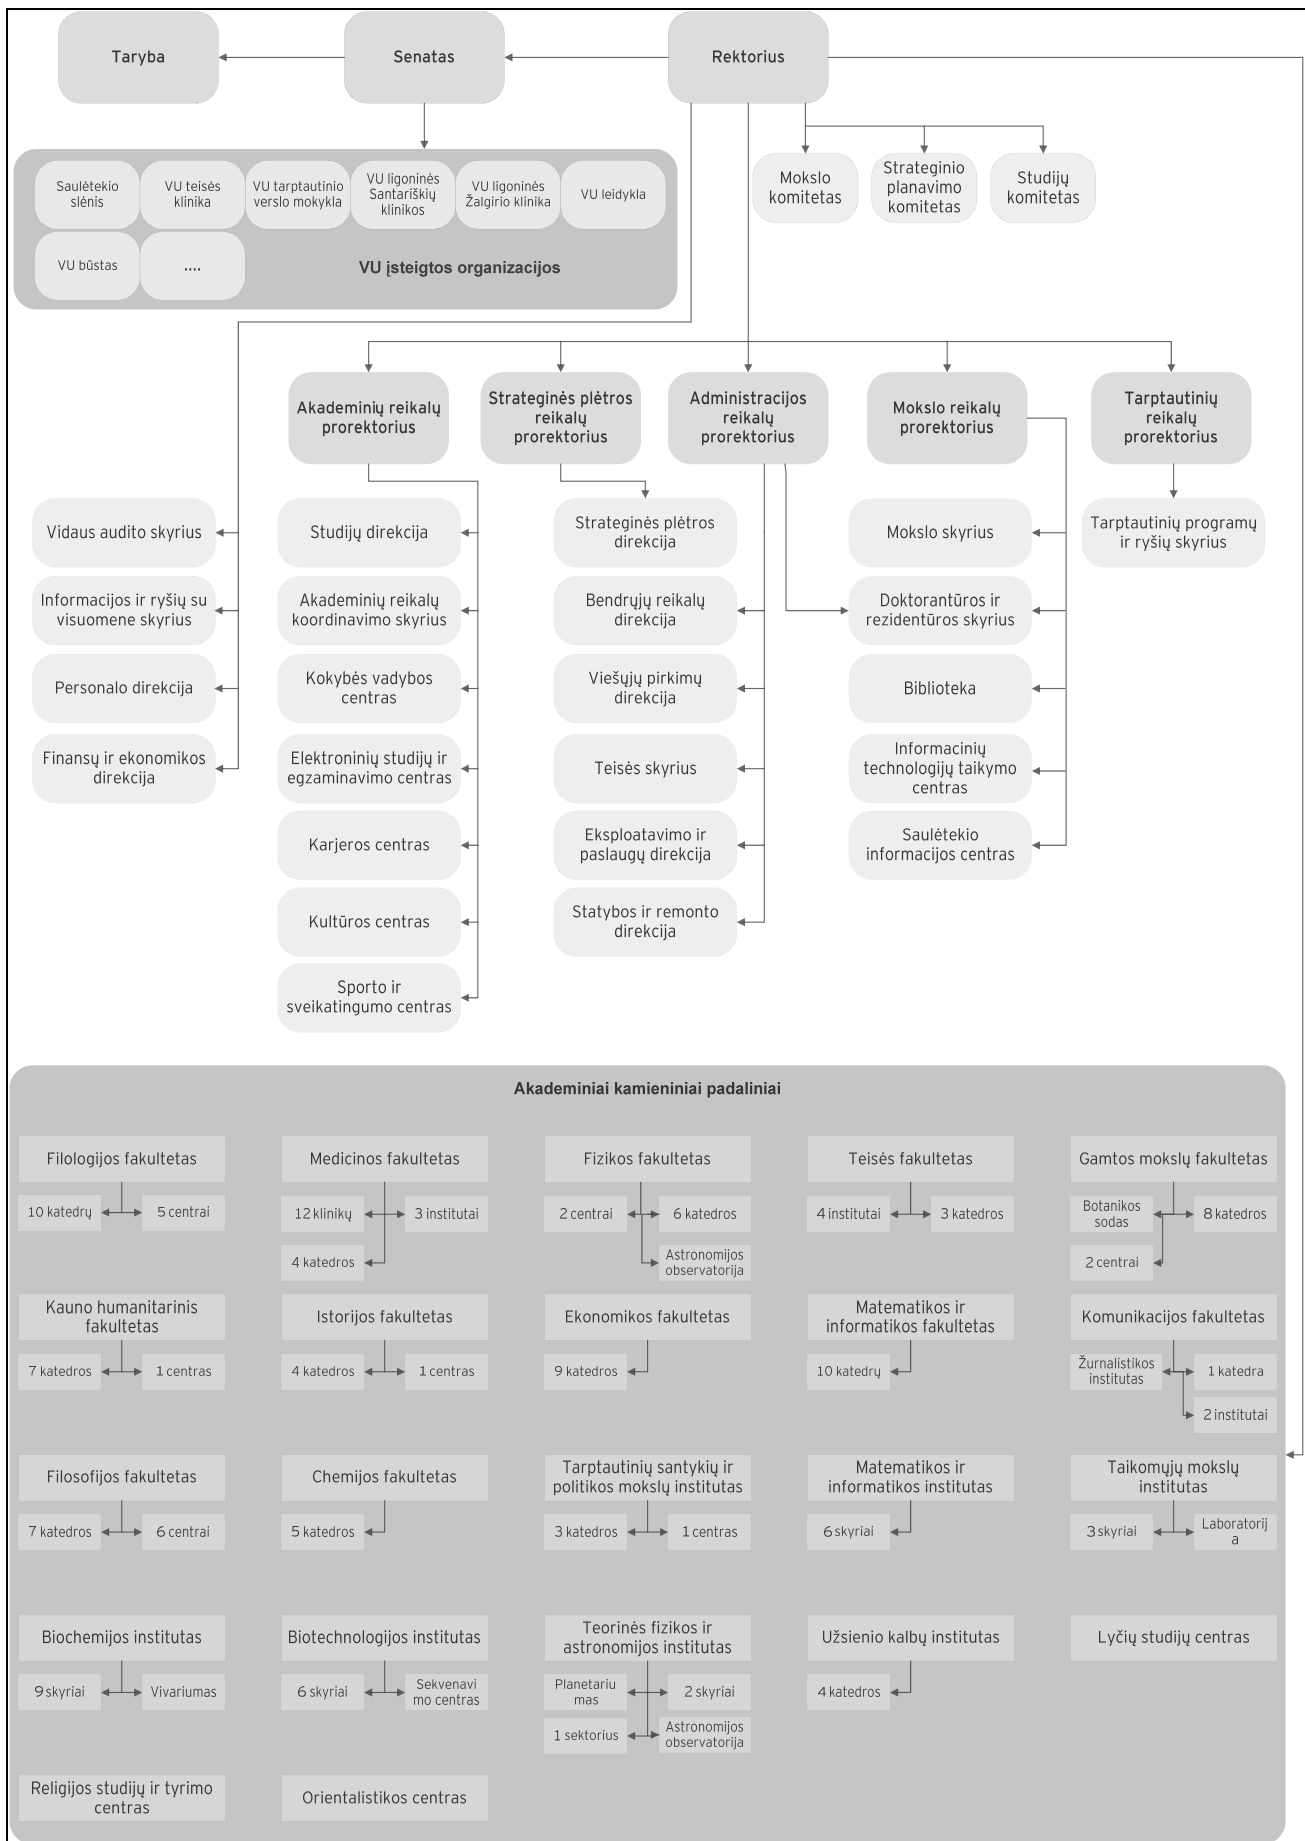 Taryba
Senatas
Rektorius
Saulėtekio
slėnis
VU teisės
klinika
VU tarptautinio
verslo mokykla
VU ligoninės
Santariškių
klinikos
VU ligoninės
Žalgirio klinika
VU leidykla
VU būstas
....
VU įsteigtos organizacijos
Mokslo
komitetas
Strateginio
planavimo
komitetas
Studijų
komitetas
Akademinių reikalų
prorektorius
Strateginės plėtros
reikalų
prorektorius
Administracijos
reikalų
prorektorius
Mokslo reikalų
prorektorius
Tarptautinių
reikalų
prorektorius
Vidaus audito skyrius
Informacijos ir ryšių su
visuomene skyrius
Personalo direkcija
Finansų ir ekonomikos
direkcija
Studijų direkcija
Akademinių reikalų
koordinavimo skyrius
Kokybės vadybos
centras
Elektroninių studijų ir
egzaminavimo centras
Karjeros centras
Kultūros centras
Sporto ir
sveikatingumo centras
Strateginės plėtros
direkcija
Bendrųjų reikalų
direkcija
Viešųjų pirkimų
direkcija
Teisės skyrius
Eksploatavimo ir
paslaugų direkcija
Statybos ir remonto
direkcija
Mokslo skyrius
Doktorantūros ir
rezidentūros skyrius
Biblioteka
Informacinių
technologijų taikymo
centras
Saulėtekio
informacijos centras
Tarptautinių programų
ir ryšių skyrius
Akademiniai kamieniniai padaliniai
Filologijos fakultetas
10 katedrų
5 centrai
Medicinos fakultetas
12 klinikų
3 institutai
4 katedros
Fizikos fakultetas
2 centrai
6 katedros
Astronomijos
observatorija
Teisės fakultetas
4 institutai
3 katedros
Gamtos mokslų fakultetas
Botanikos
sodas
8 katedros
2 centrai
Kauno humanitarinis
fakultetas
7 katedros
1 centras
Istorijos fakultetas
4 katedros
1 centras
Ekonomikos fakultetas
9 katedros
Matematikos ir
informatikos fakultetas
10 katedrų
Komunikacijos fakultetas
Žurnalistikos
institutas
1 katedra
2 institutai
Filosofijos fakultetas
7 katedros
6 centrai
Chemijos fakultetas
5 katedros
Tarptautinių santykių ir
politikos mokslų institutas
3 katedros
1 centras
Matematikos ir
informatikos institutas
6 skyriai
Taikomųjų mokslų
institutas
3 skyriai
Laboratorij
a
Biochemijos institutas
9 skyriai
Vivariumas
Biotechnologijos institutas
6 skyriai
Sekvenavi
mo centras
Teorinės fizikos ir
astronomijos institutas
Planetariu
mas
2 skyriai
1 sektorius
Astronomijos
observatorija
Užsienio kalbų institutas
4 katedros
Lyčių studijų centras
Religijos studijų ir tyrimo
centras
Orientalistikos centras